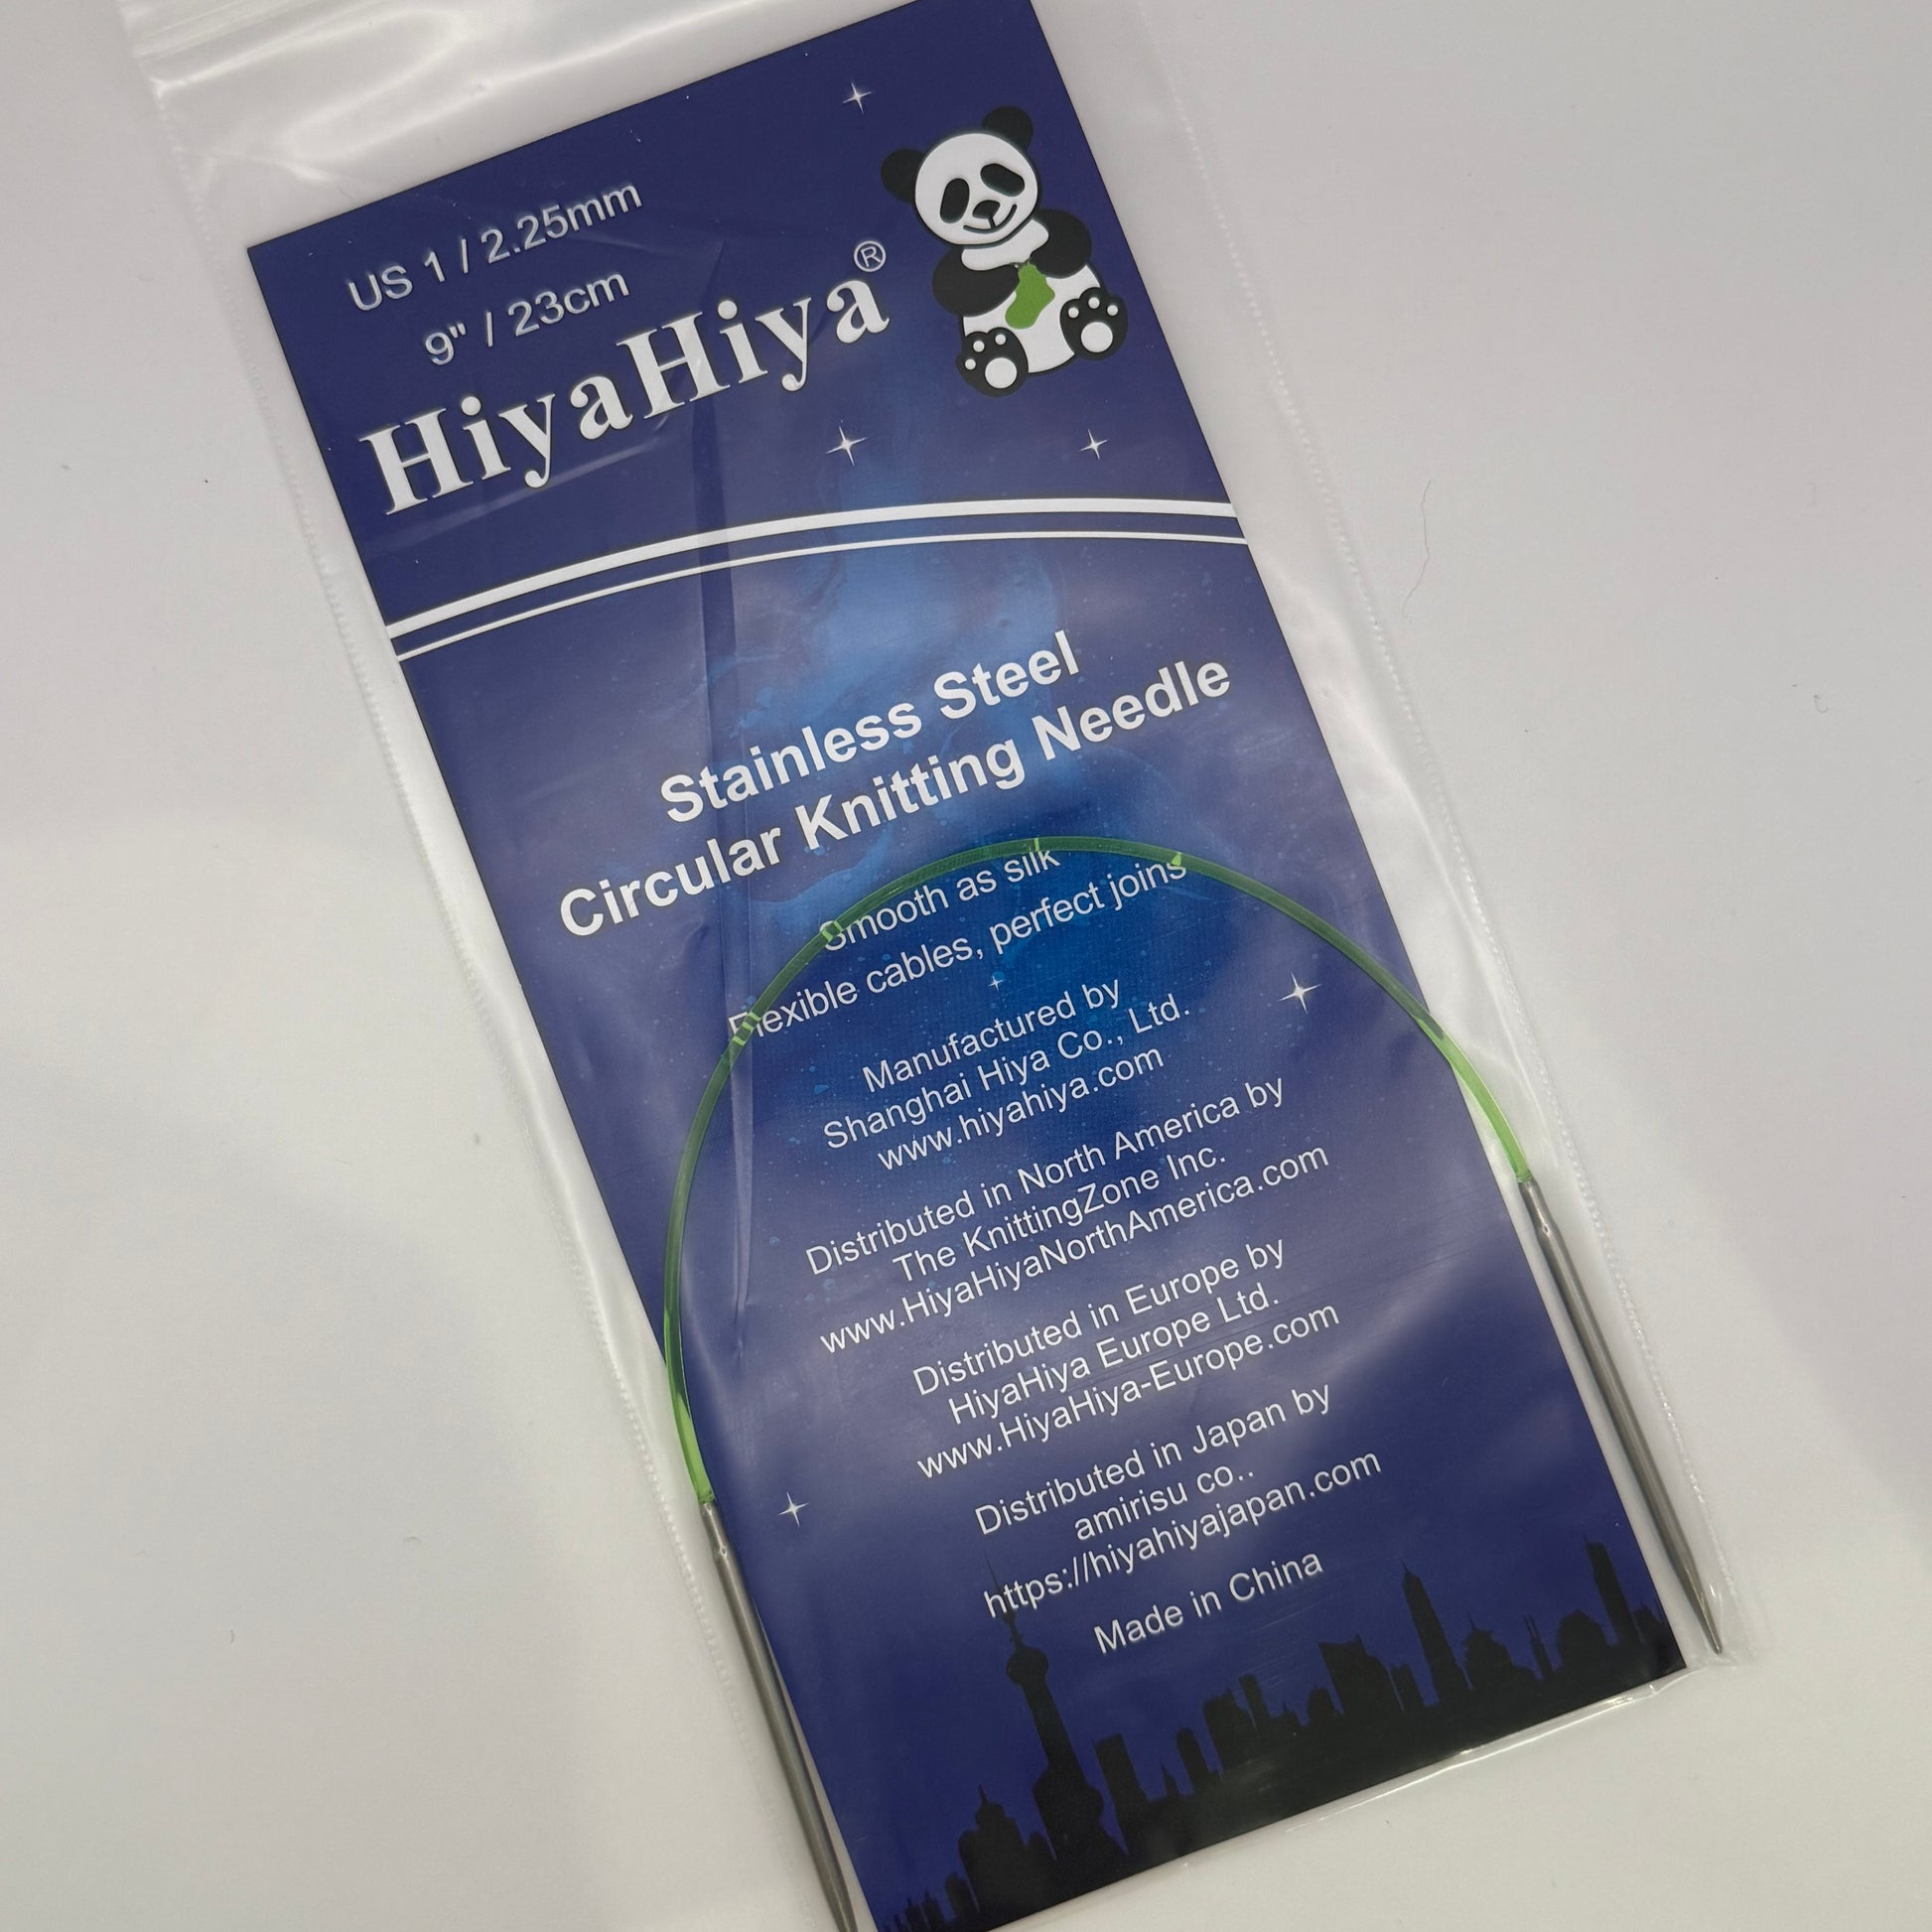 US 1 / 2.25mm
9" / 23cm
HiyaHiya®
Stainless Steel
Circular Knitting Needle
Smooth as silk
Flexible cables, perfect joins
Manufactured by
Shanghai Hiya Co., Ltd.
www.hiyahiya.com
Distributed in North America by
The KnittingZone Inc.
www.HiyaHiyaNorthAmerica.com
Distributed in Europe by
HiyaHiya Europe Ltd.
www.HiyaHiya-Europe.com
Distributed in Japan by
amirisu co..
https://hiyahiyajapan.com
Made in China